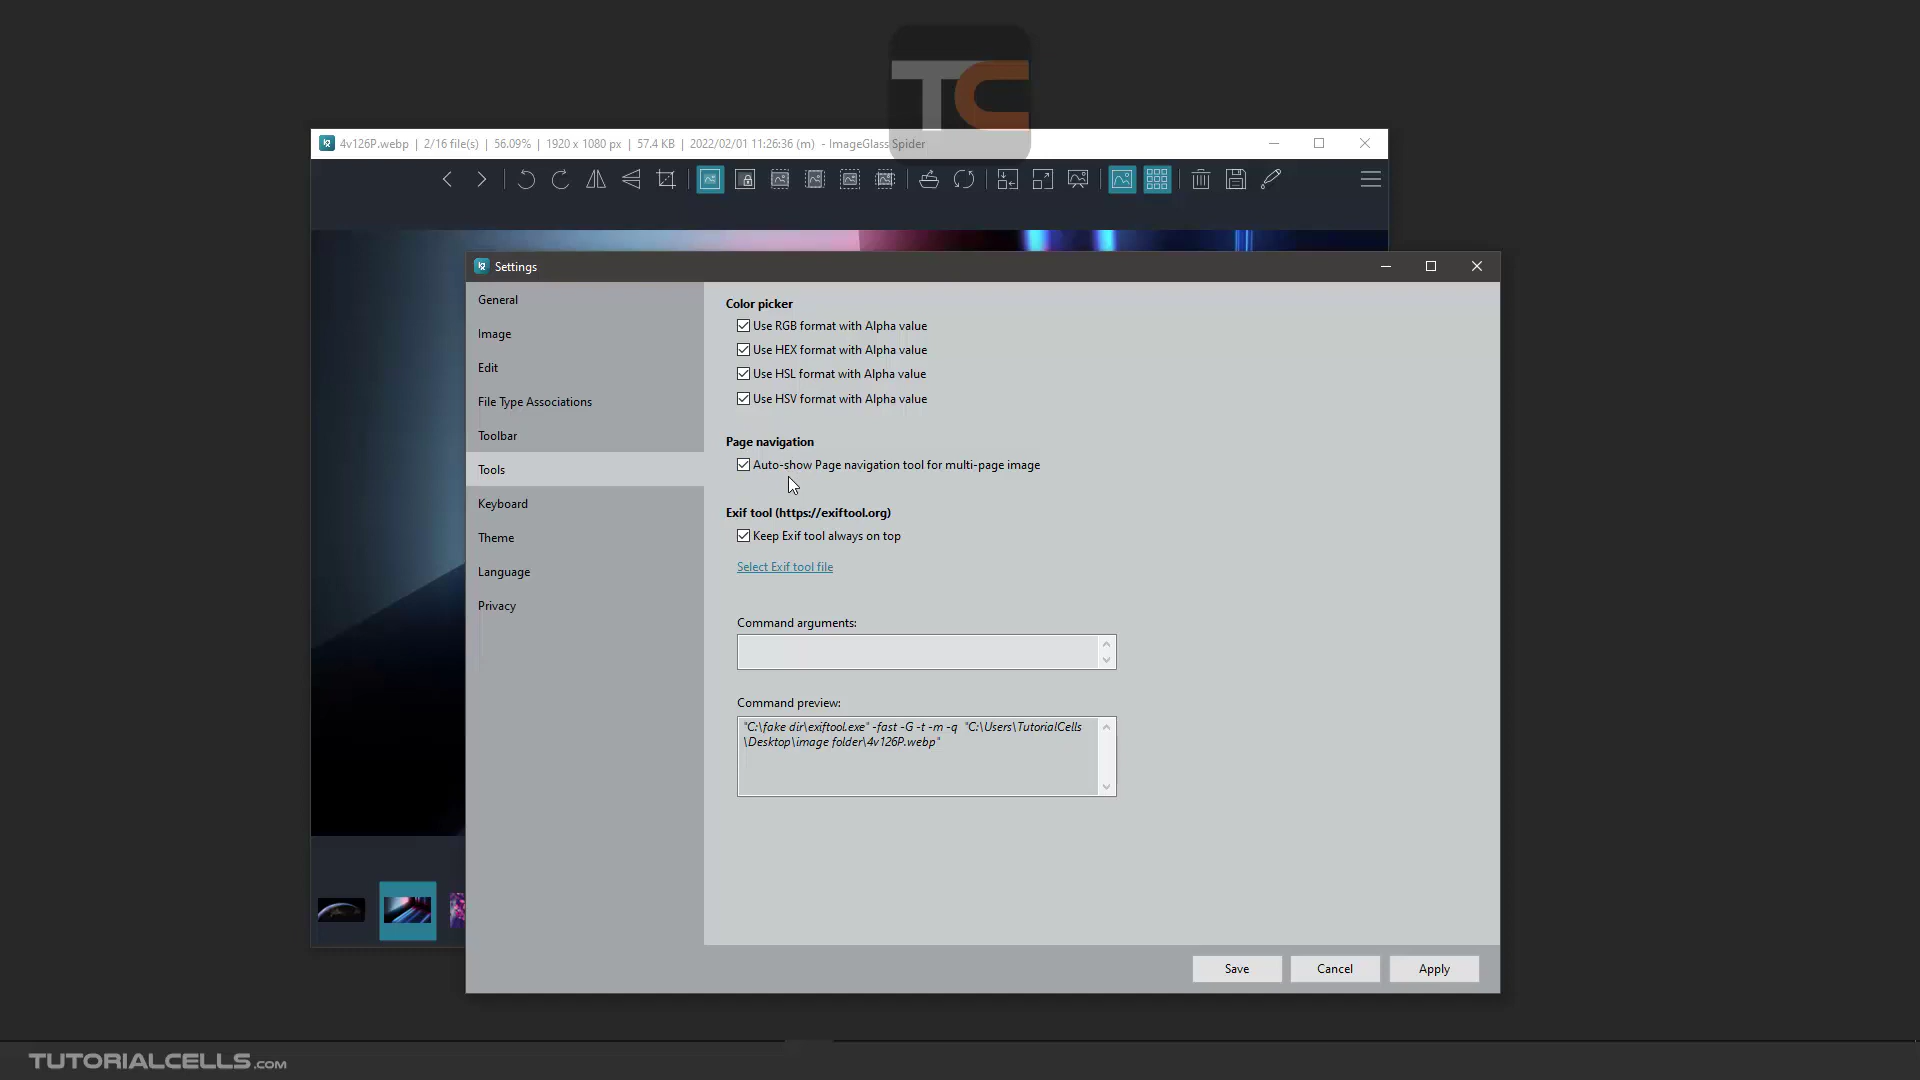 TC
4v126P.webp | 2/16 file(s) | 56.09% | 1920 x 1080 px | 57.4 KB | 2022/02/01 11:26:36 (m) - ImageGlass Spider
Settings
General
Image
Edit
File Type Associations
Toolbar
Tools
Keyboard
Theme
Language
Privacy
Color picker
Use RGB format with Alpha value
Use HEX format with Alpha value
Use HSL format with Alpha value
Use HSV format with Alpha value
Page navigation
Auto-show Page navigation tool for multi-page image
Exif tool (https://exiftool.org)
Keep Exif tool always on top
Select Exif tool file
Command arguments:
Command preview:
"C:\fake dir\exiftool.exe" -fast -G -t -m -q  "C:\Users\TutorialCells
\Desktop\image folder\4v126P.webp"
Save
Cancel
Apply
TUTORIALCELLS.COM